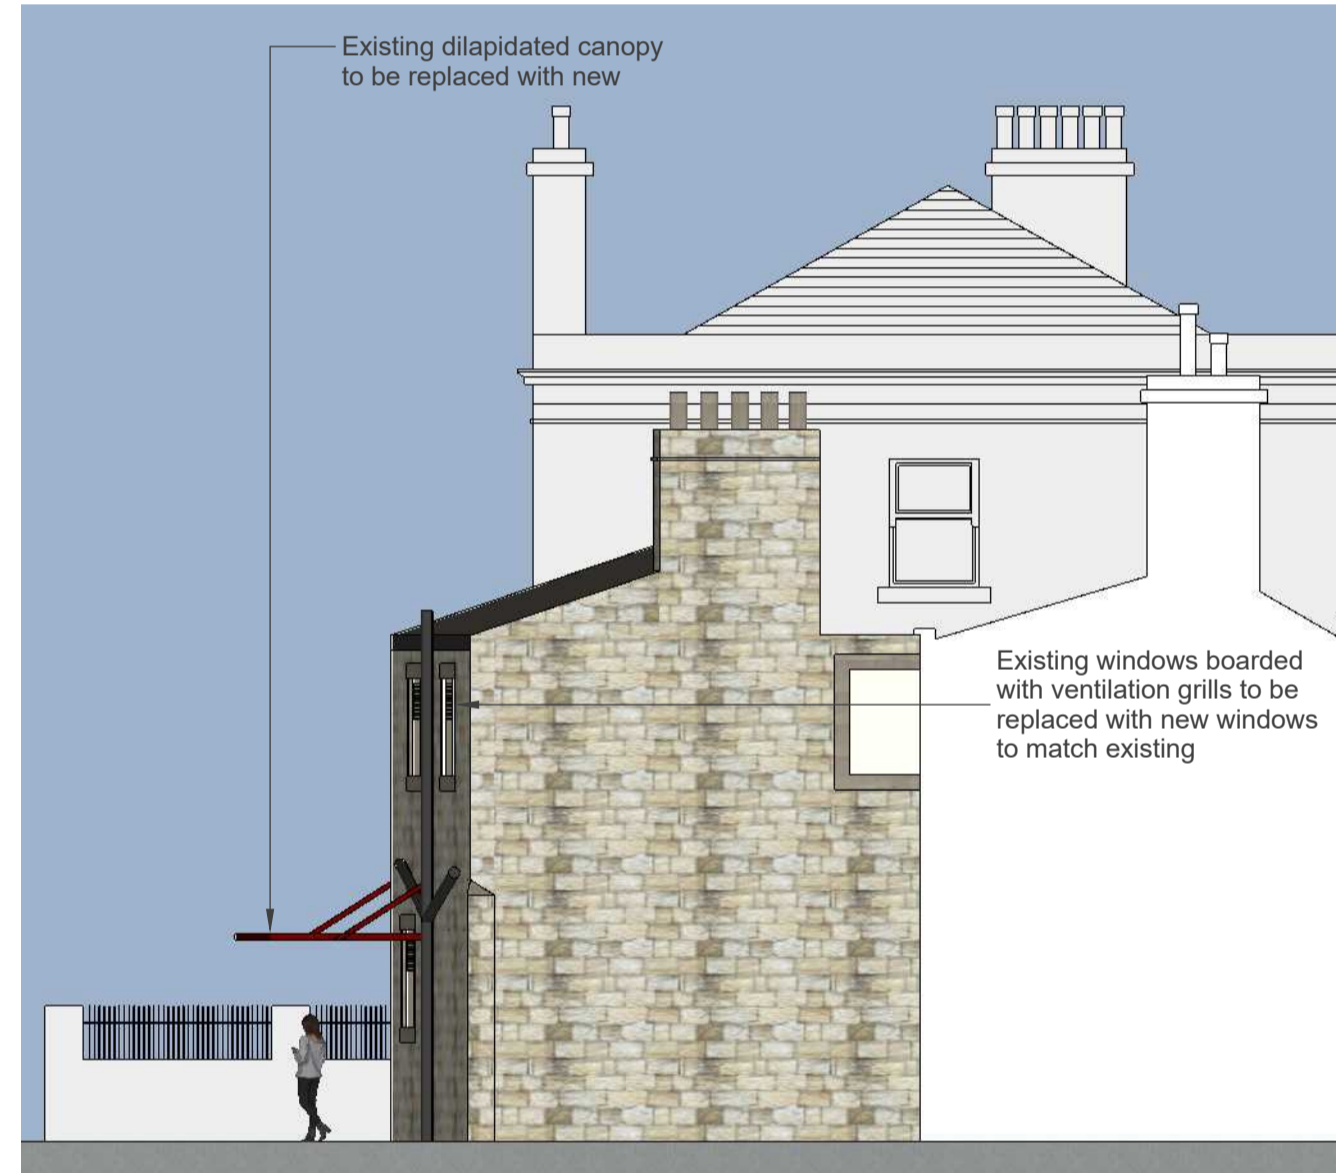 Existing dilapidated canopy
to be replaced with new
Existing windows boarded
with ventilation grills to be
replaced with new windows
to match existing